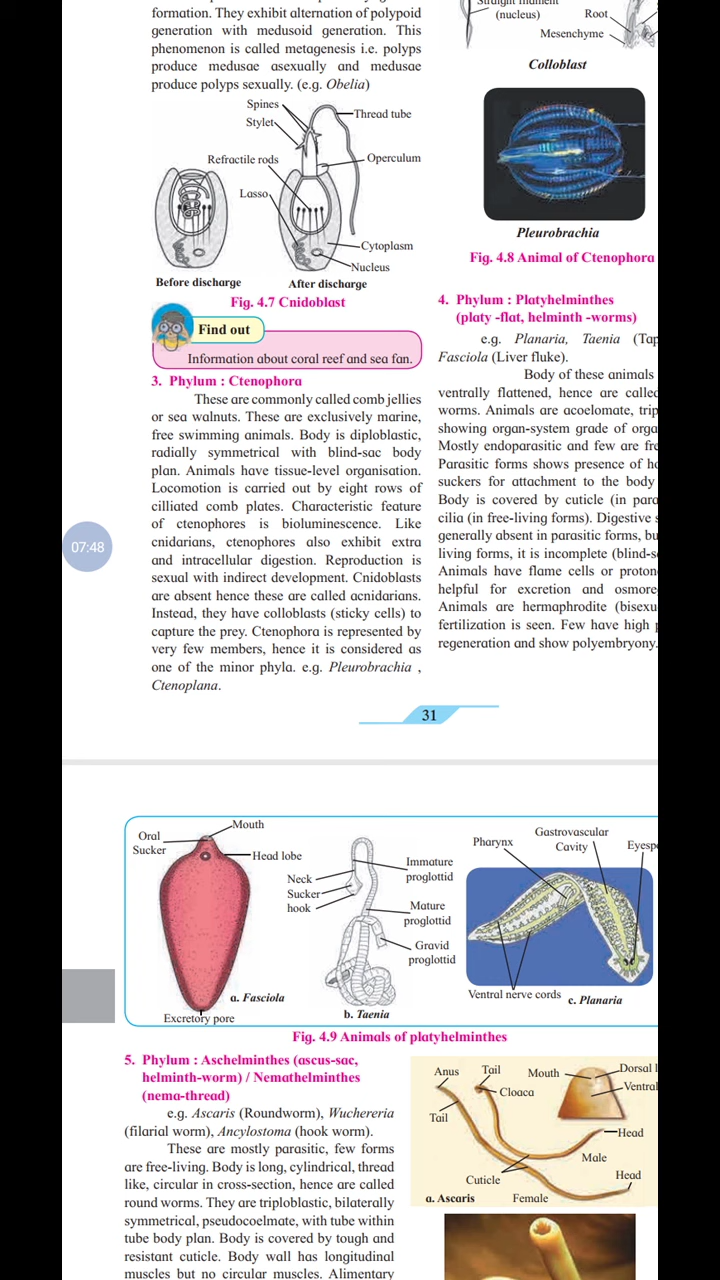 formation. They exhibit alternation of polypoid
generation with medusoid generation. This
phenomenon is called metagenesis i.e. polyps
produce medusae asexually and medusae
produce polyps sexually. (e.g. Obelia)
Spines
Stylet
Thread tube
Refractile rods
Operculum
Lasso
Cytoplasm
Nucleus
Before discharge
After discharge
Fig. 4.7 Cnidoblast
Find out
Information about coral reef and sea fan.
3. Phylum : Ctenophora
These are commonly called comb jellies
or sea walnuts. These are exclusively marine,
free swimming animals. Body is diploblastic,
radially symmetrical with blind-sac body
plan. Animals have tissue-level organisation.
Locomotion is carried out by eight rows of
cilliated comb plates. Characteristic feature
of ctenophores is bioluminescence. Like
cnidarians, ctenophores also exhibit extra
and intracellular digestion. Reproduction is
sexual with indirect development. Cnidoblasts
are absent hence these are called acnidarians.
Instead, they have colloblasts (sticky cells) to
capture the prey. Ctenophora is represented by
very few members, hence it is considered as
one of the minor phyla. e.g. Pleurobrachia ,
Ctenoplana.
07:48
Straight filament
(nucleus)
Root
Mesenchyme
Colloblast
Pleurobrachia
Fig. 4.8 Animal of Ctenophora
4. Phylum : Platyhelminthes
(platy -flat, helminth -worms)
e.g. Planaria, Taenia (Tap
Fasciola (Liver fluke).
Body of these animals
ventrally flattened, hence are called
worms. Animals are acoelomate, trip
showing organ-system grade of orga
Mostly endoparasitic and few are fre
Parasitic forms shows presence of ho
suckers for attachment to the body
Body is covered by cuticle (in para
cilia (in free-living forms). Digestive s
generally absent in parasitic forms, bu
living forms, it is incomplete (blind-s
Animals have flame cells or proton
helpful for excretion and osmore
Animals are hermaphrodite (bisexu
fertilization is seen. Few have high p
regeneration and show polyembryony.
31
Mouth
Oral
Sucker
Head lobe
a. Fasciola
Excretory pore
Neck
Sucker
hook
Immature
proglottid
Mature
proglottid
Gravid
proglottid
b. Taenia
Pharynx
Gastrovascular
Cavity
Eyesp
Ventral nerve cords
c. Planaria
Fig. 4.9 Animals of platyhelminthes
5. Phylum : Aschelminthes (ascus-sac,
helminth-worm) / Nemathelminthes
(nema-thread)
e.g. Ascaris (Roundworm), Wuchereria
(filarial worm), Ancylostoma (hook worm).
These are mostly parasitic, few forms
are free-living. Body is long, cylindrical, thread
like, circular in cross-section, hence are called
round worms. They are triploblastic, bilaterally
symmetrical, pseudocoelmate, with tube within
tube body plan. Body is covered by tough and
resistant cuticle. Body wall has longitudinal
muscles but no circular muscles. Alimentary
Anus
Tail
Mouth
Dorsal l
Ventral
Cloaca
Tail
Head
Male
Cuticle
Head
a. Ascaris
Female